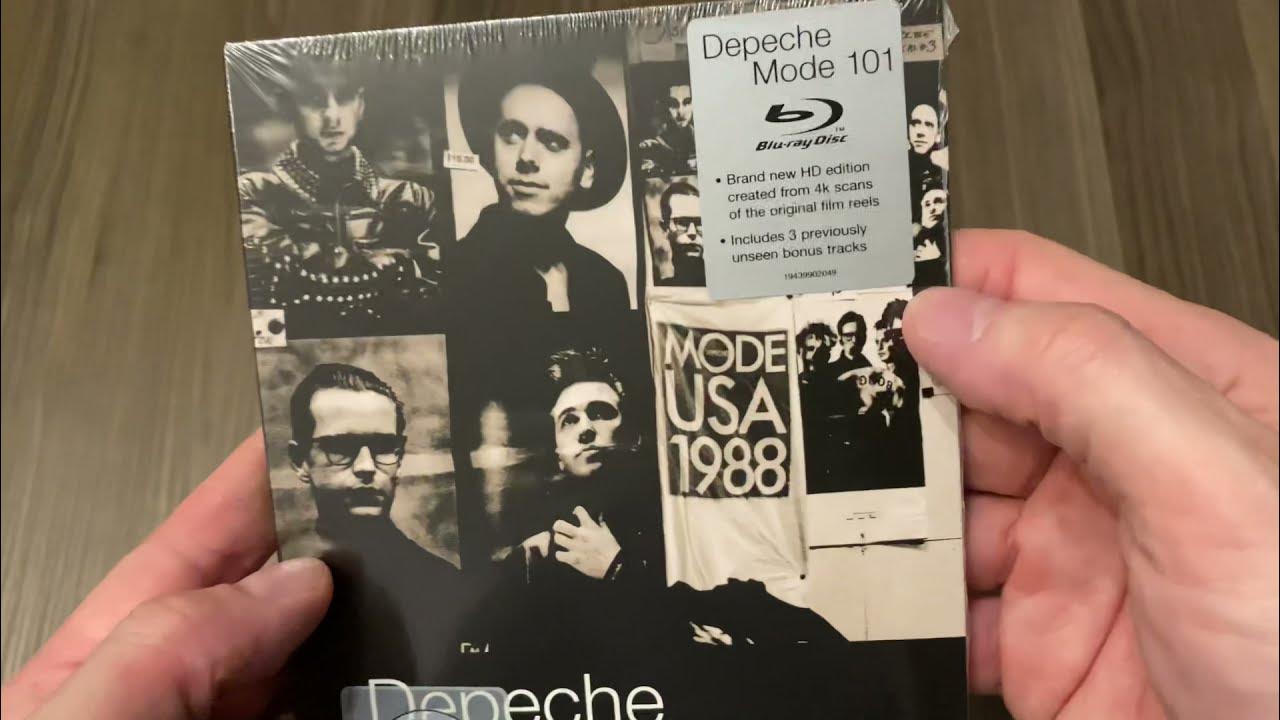 Depeche
Mode 101
Blu-ray Disc
TM
• Brand new HD edition
created from 4k scans
of the original film reels
• Includes 3 previously
unseen bonus tracks
19439902049
MODE
USA
1988
Depeche